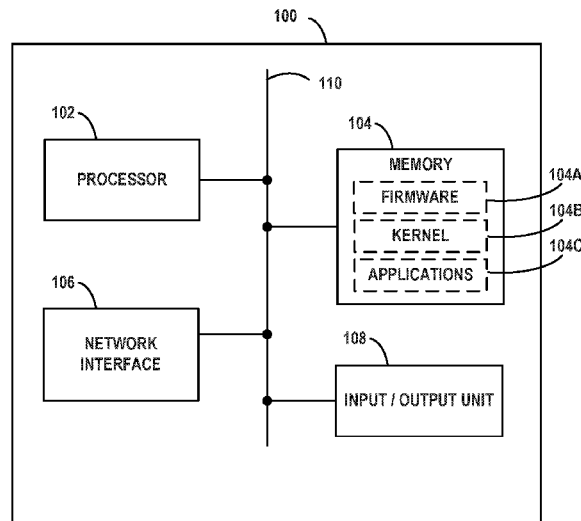 100
110
102
PROCESSOR
104
MEMORY
FIRMWARE
104A
KERNEL
104B
APPLICATIONS
104C
106
NETWORK
INTERFACE
108
INPUT / OUTPUT UNIT